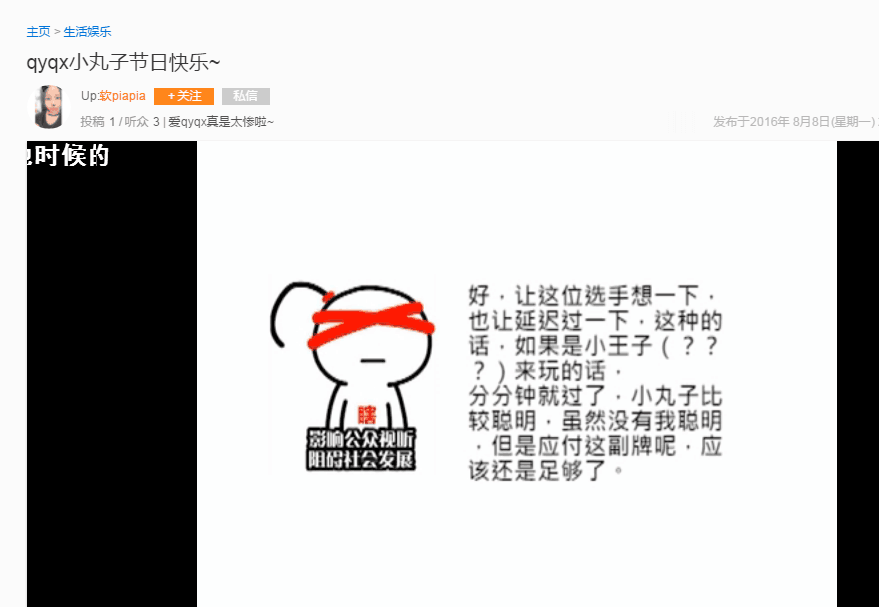 主页 > 生活娱乐
qyqx小丸子节日快乐~
Up:软piapia + 关注 私信
投稿 1 / 听众 3 | 爱qyqx真是太惨啦~
发布于2016年 8月8日(星期一)
时候的
好，让这位选手想一下，
也让延迟过一下，这种的
话，如果是小王子（？？
？）来玩的话，
分分钟就过了，小丸子比
较聪明，虽然没有我聪明
，但是应付这副牌呢，应
该还是足够了。
瞎
影响公众视听
阻碍社会发展